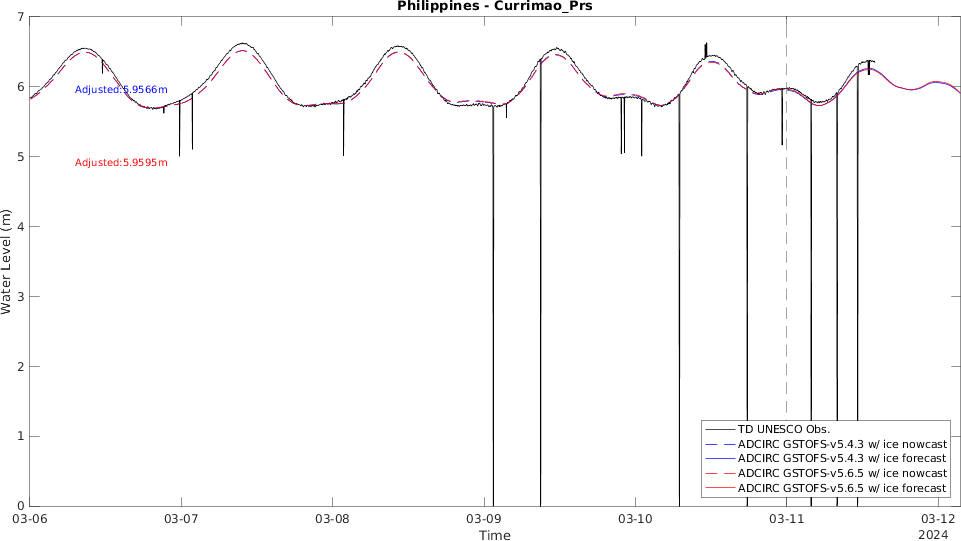 Philippines - Currimao_Prs
7
6
5
4
3
2
1
0
Water Level (m)
Adjusted:5.9566m
Adjusted:5.9595m
TD UNESCO Obs.
ADCIRC GSTOFS-v5.4.3 w/ ice nowcast
ADCIRC GSTOFS-v5.4.3 w/ ice forecast
ADCIRC GSTOFS-v5.6.5 w/ ice nowcast
ADCIRC GSTOFS-v5.6.5 w/ ice forecast
03-06 03-07 03-08 03-09 03-10 03-11 03-12
Time
2024